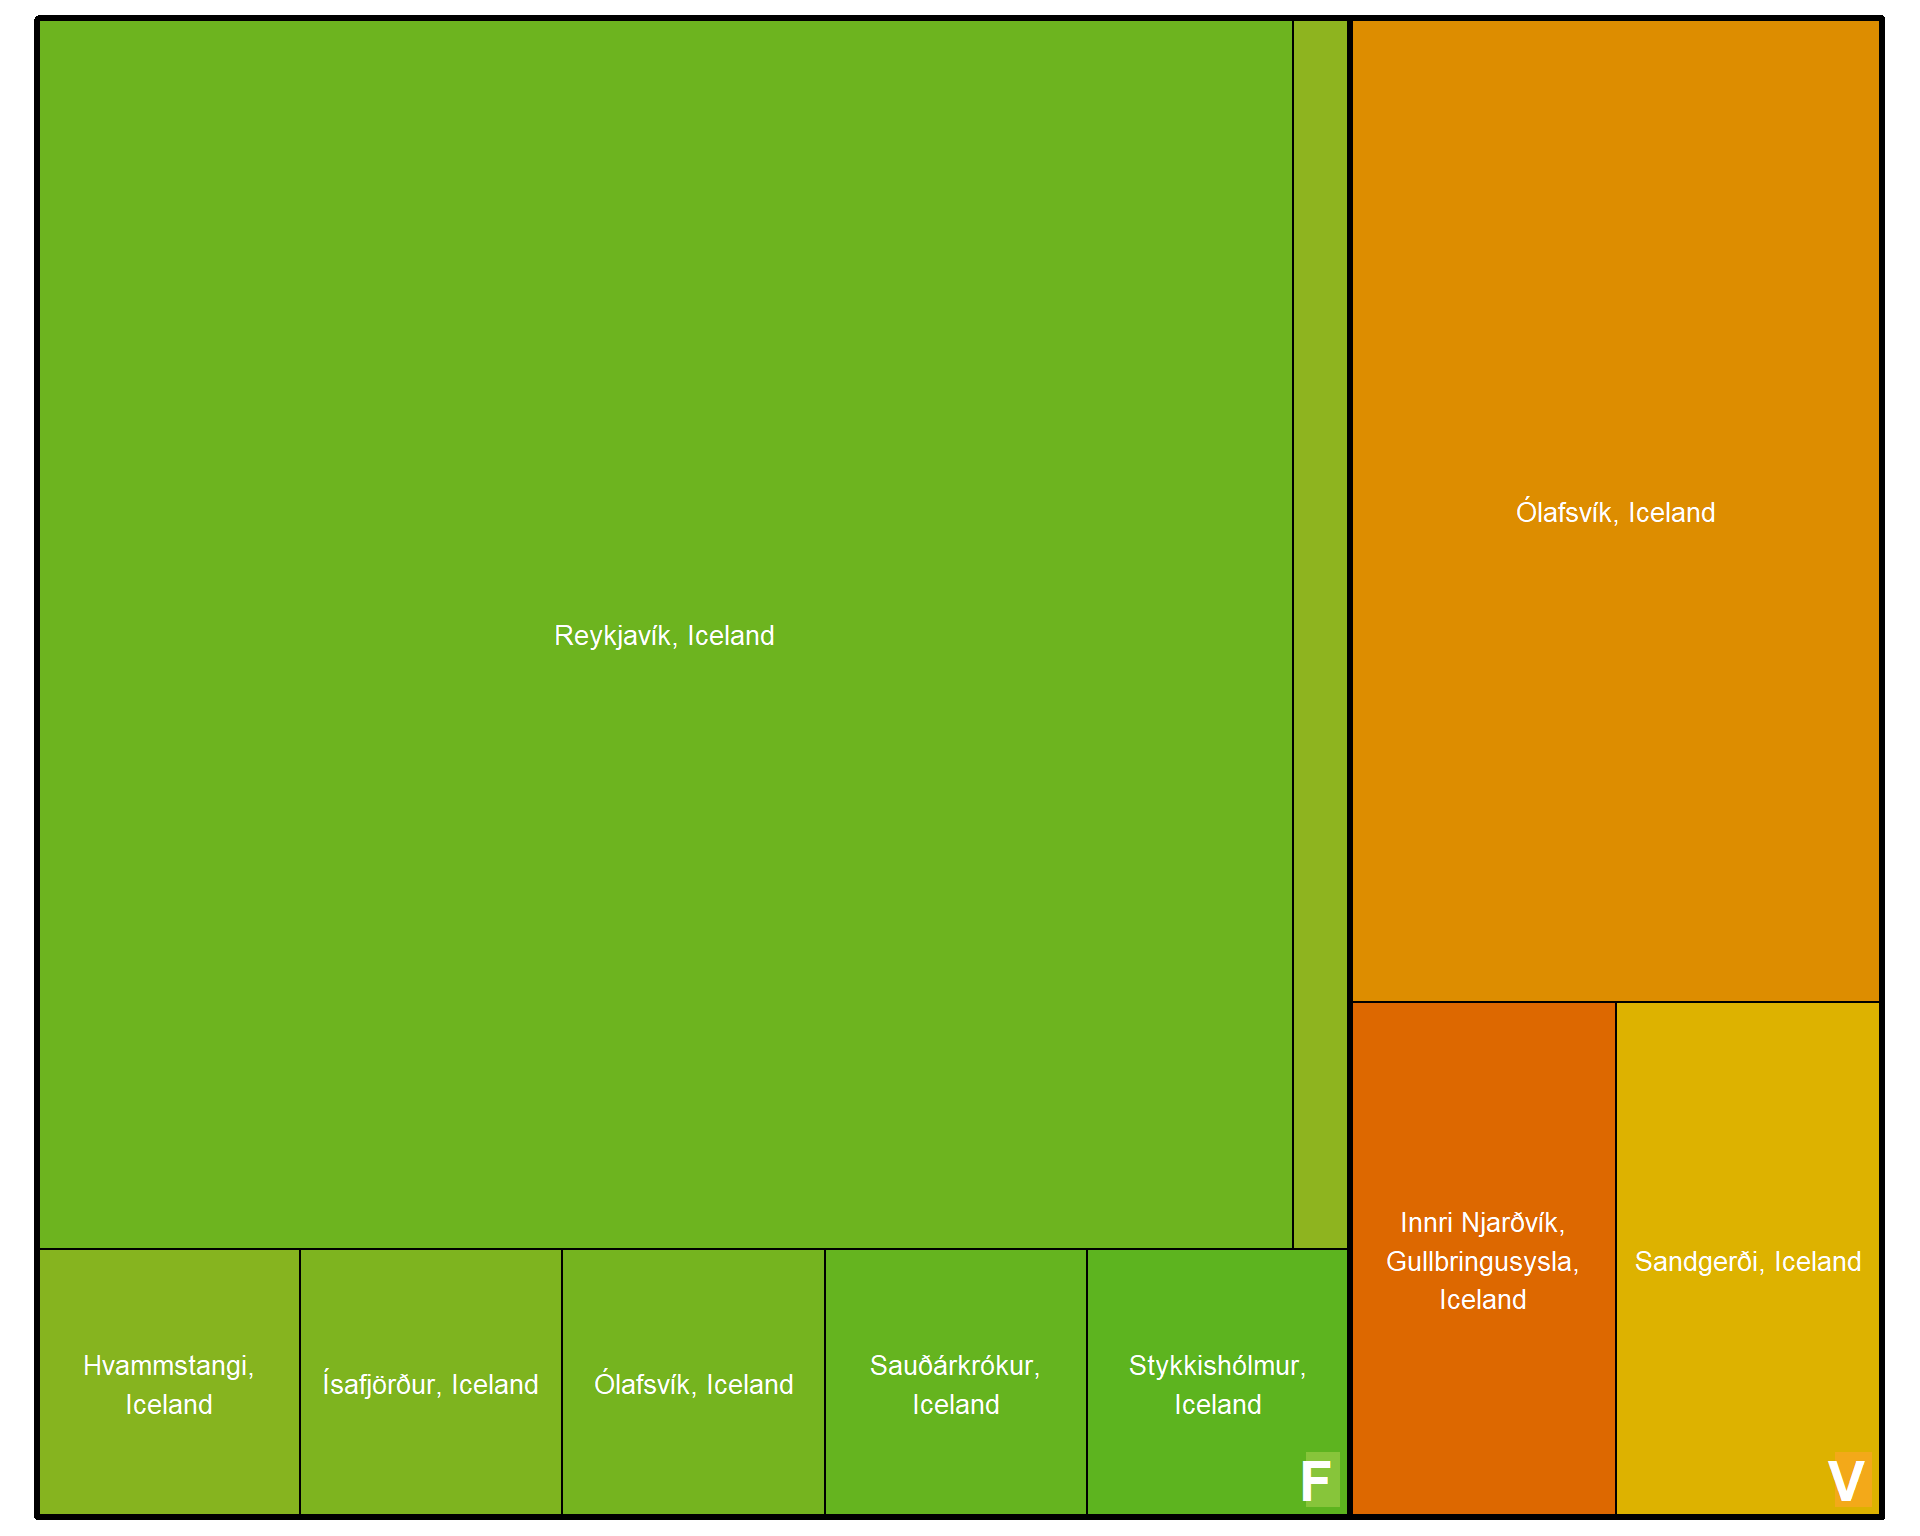 Reykjavík, Iceland
Ólafsvík, Iceland
Innri Njarðvík,
Gullbringusysla,
Iceland
Sandgerði, Iceland
Hvammstangi,
Iceland
Ísafjörður, Iceland
Ólafsvík, Iceland
Sauðárkrókur,
Iceland
Stykkishólmur,
Iceland
F
V